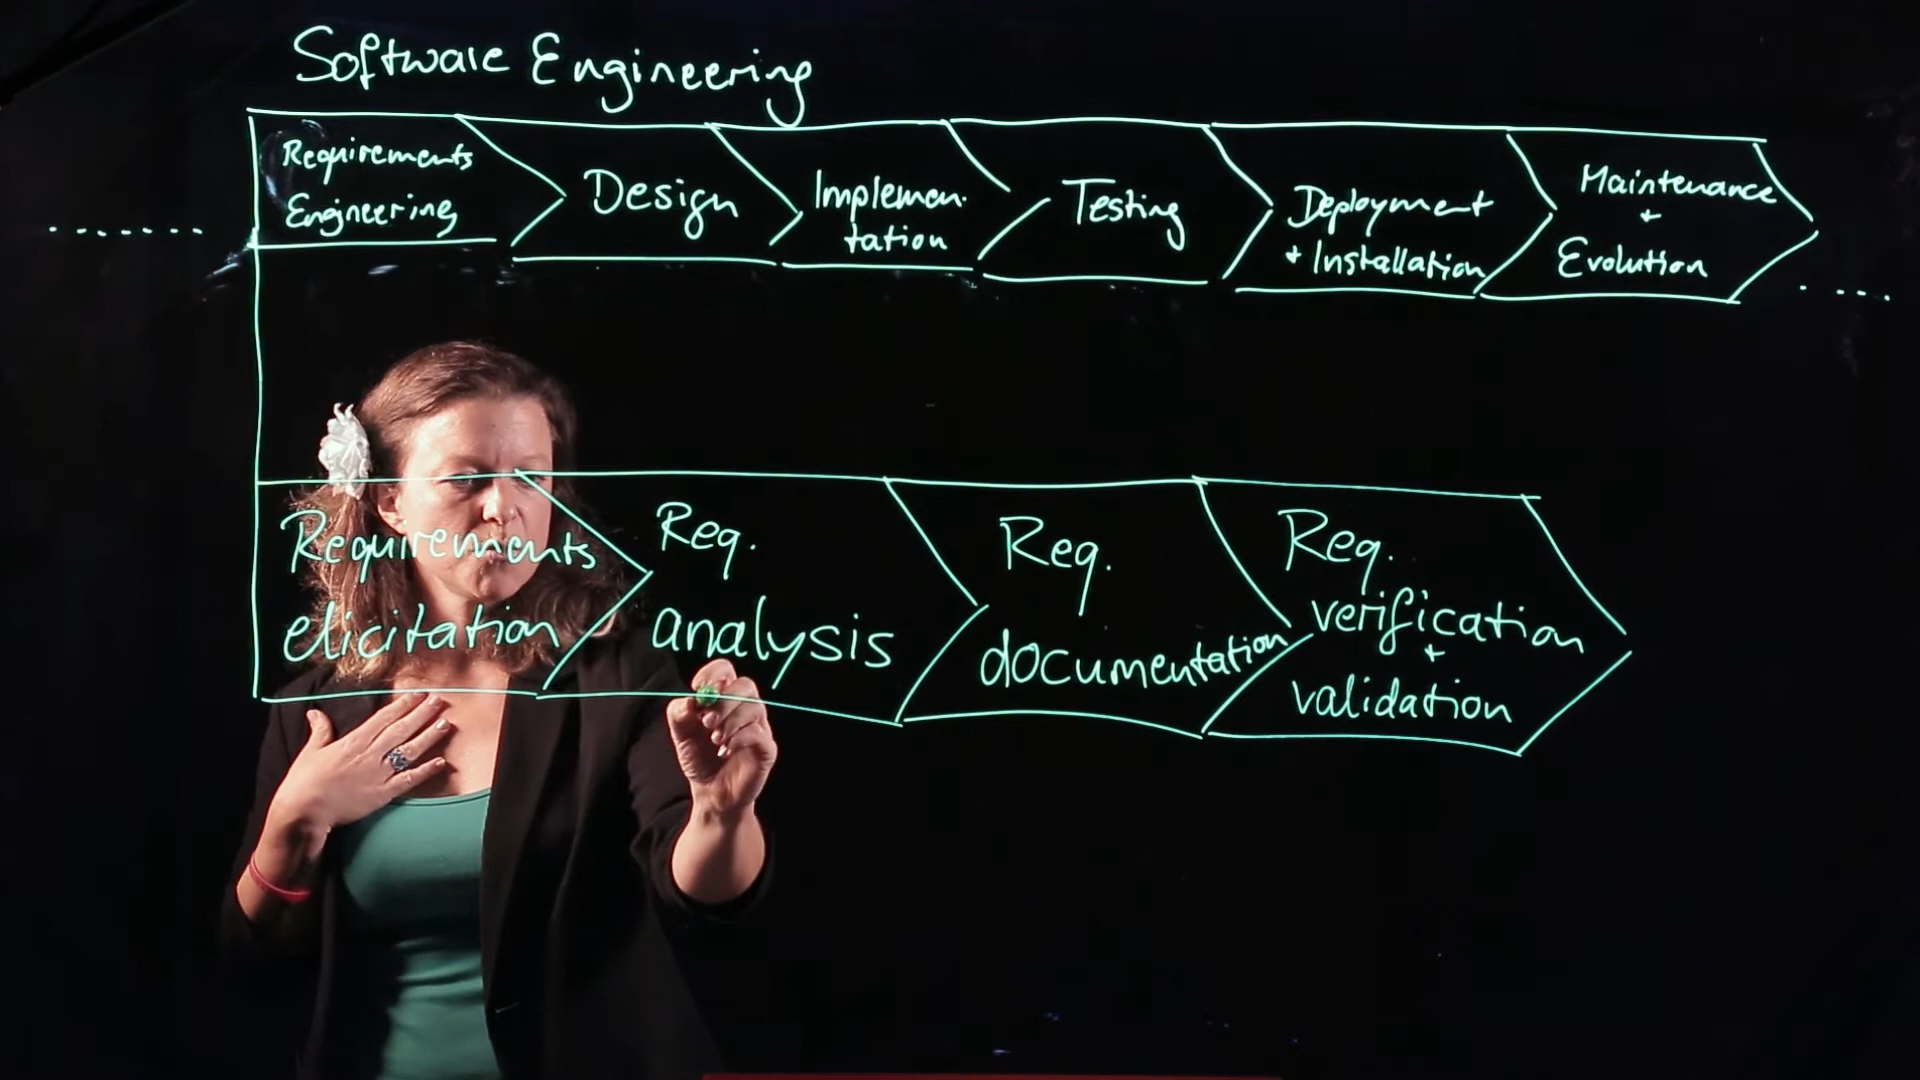 Software Engineering
Requirements
Engineering
Design
Implemen-
tation
Testing
Deployment
+ Installation
Maintenance
+
Evolution
Requirements
elicitation
Req.
analysis
Req.
documentation
Req.
verification
+
validation